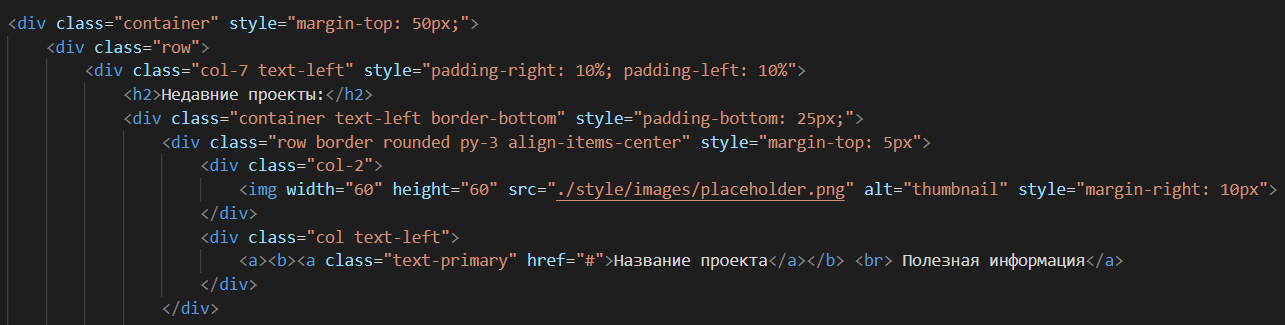 <div class="container" style="margin-top: 50px;">
<div class="row">
<div class="col-7 text-left" style="padding-right: 10%; padding-left: 10%">
<h2>Недавние проекты:</h2>
<div class="container text-left border-bottom" style="padding-bottom: 25px;">
<div class="row border rounded py-3 align-items-center" style="margin-top: 5px">
<div class="col-2">
<img width="60" height="60" src="./style/images/placeholder.png" alt="thumbnail" style="margin-right: 10px">
</div>
<div class="col text-left">
<a><b><a class="text-primary" href="#">Название проекта</a></b> <br> Полезная информация</a>
</div>
</div>